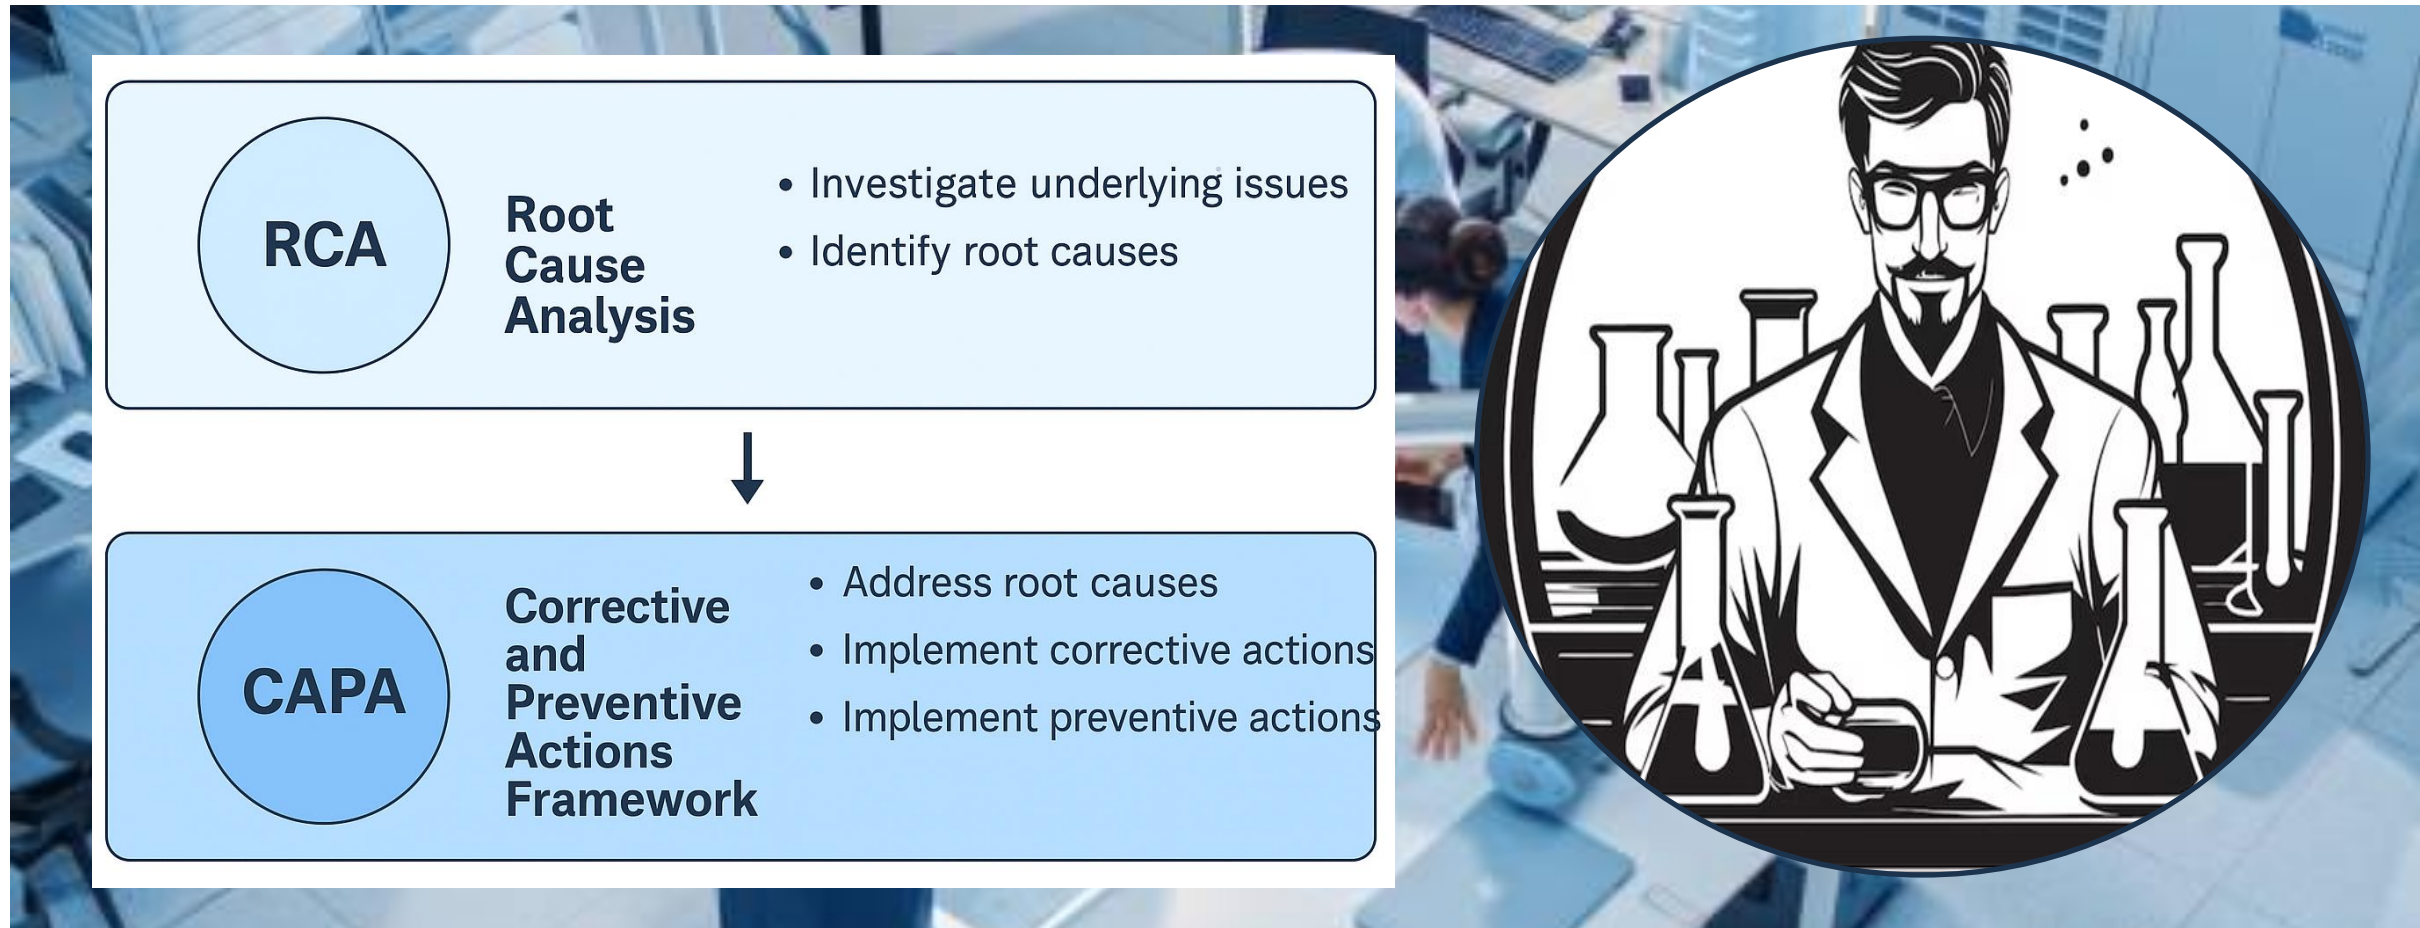 RCA
Root
Cause
Analysis
• Investigate underlying issues
• Identify root causes
CAPA
Corrective
and
Preventive
Actions
Framework
• Address root causes
• Implement corrective actions
• Implement preventive actions